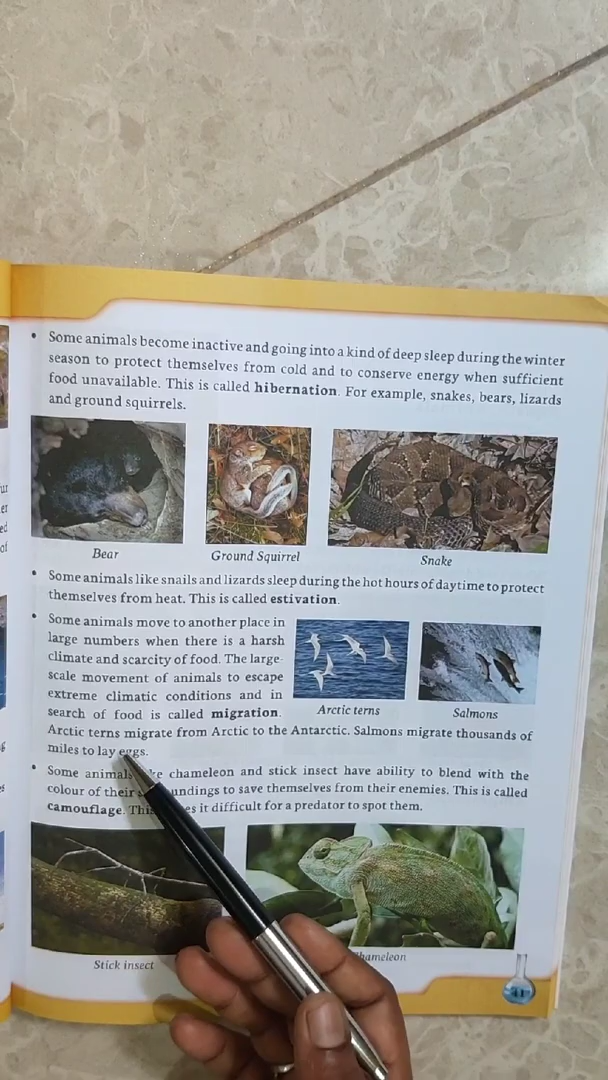 Some animals become inactive and going into a kind of deep sleep during the winter
season to protect themselves from cold and to conserve energy when sufficient
food unavailable. This is called hibernation. For example, snakes, bears, lizards
and ground squirrels.
Bear
Ground Squirrel
Snake
Some animals like snails and lizards sleep during the hot hours of daytime to protect
themselves from heat. This is called estivation.
Some animals move to another place in
large numbers when there is a harsh
climate and scarcity of food. The large-
scale movement of animals to escape
extreme climatic conditions and in
search of food is called migration.
Arctic terns
Salmons
Arctic terns migrate from Arctic to the Antarctic. Salmons migrate thousands of
miles to lay eggs.
Some animals chameleon and stick insect have ability to blend with the
colour of their to save themselves from their enemies. This is called
camouflage. it difficult for a predator to spot them.
Stick insect
hameleon
41